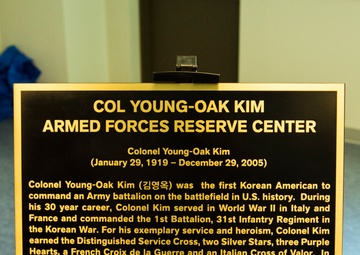 COL YOUNG-OAK KIM
ARMED FORCES RESERVE CENTER
Colonel Young-Oak Kim
(January 29, 1919 – December 29, 2005)
Colonel Young-Oak Kim (김영옥) was the first Korean American to
command an Army battalion on the battlefield in U.S. history. During
his 30 year career, Colonel Kim served in World War II in Italy and
France and commanded the 1st Battalion, 31st Infantry Regiment in
the Korean War. For his exemplary service and heroism, Colonel Kim
earned the Distinguished Service Cross, two Silver Stars, three Purple
Hearts, a French Croix de la Guerre and an Italian Cross of Valor. In